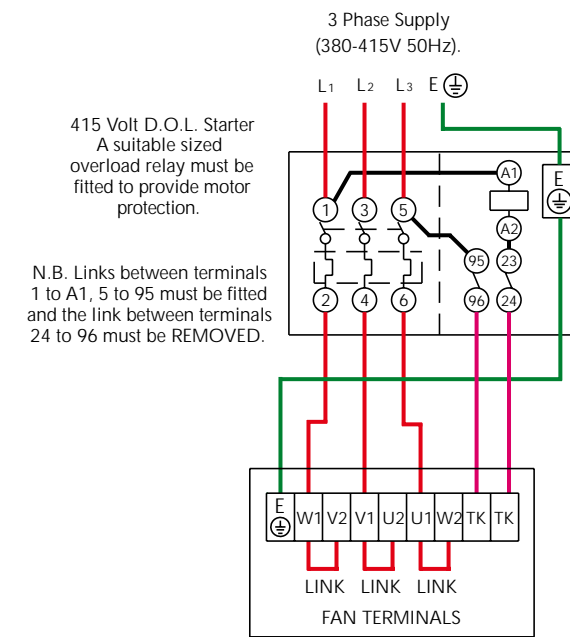 3 Phase Supply
(380-415V 50Hz).
L1 L2 L3 E
415 Volt D.O.L. Starter
A suitable sized
overload relay must be
fitted to provide motor
protection.
A1
E
1 3 5
A2
N.B. Links between terminals
1 to A1, 5 to 95 must be fitted
and the link between terminals
24 to 96 must be REMOVED.
95 23
2 4 6 96 24
E W1 V2 V1 U2 U1 W2 TK TK
LINK LINK LINK
FAN TERMINALS